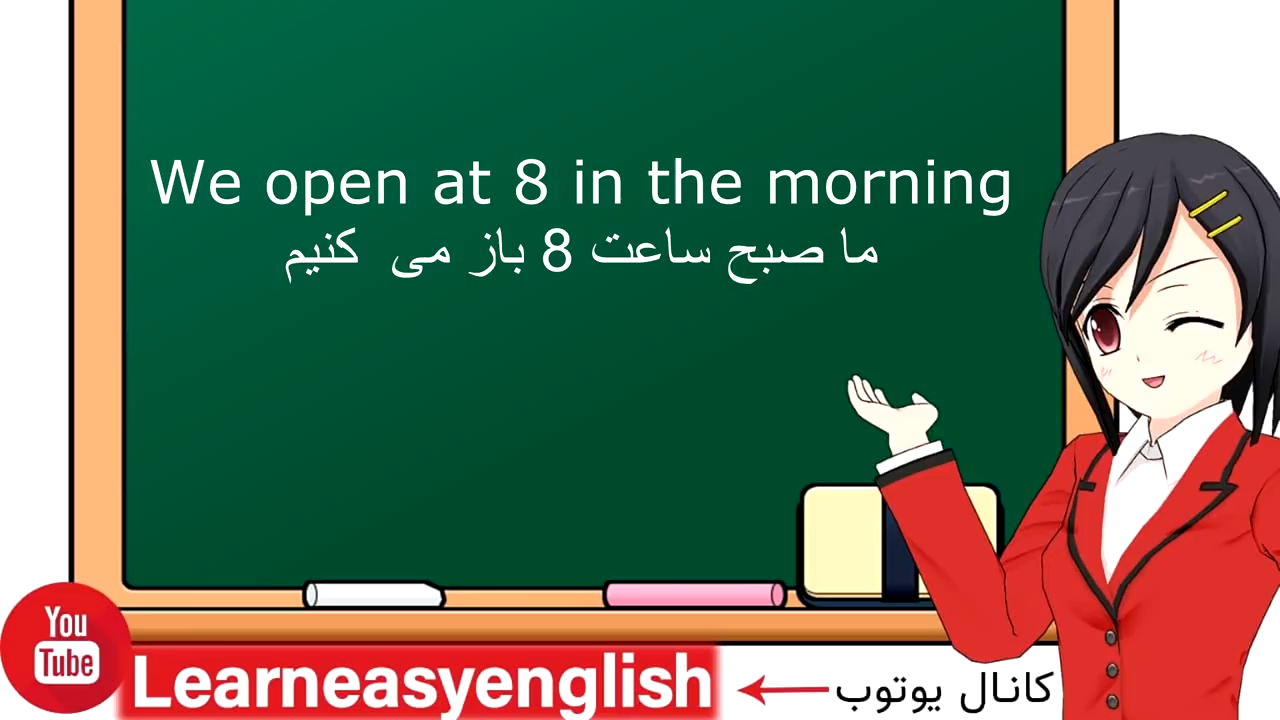 We open at 8 in the morning
ما صبح ساعت 8 باز می کنیم
You
Tube
Learneasyenglish
کانال یوتوب